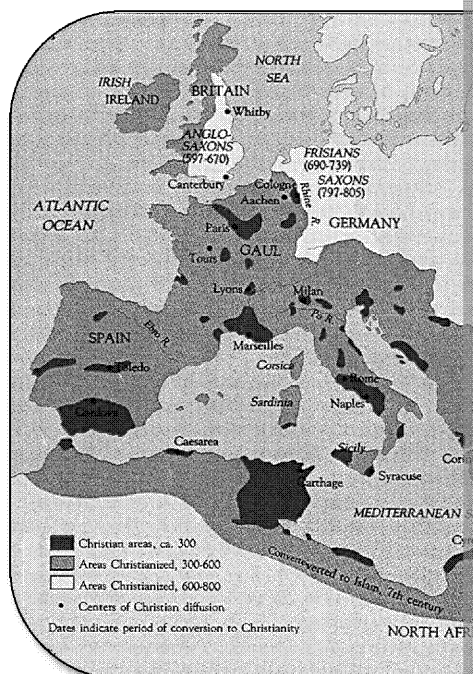 NORTH
SEA
IRISH
IRELAND
BRITAIN
Whitby
ANGLO-
SAXONS
(597-670)
FRISIANS
(690-739)
SAXONS
(797-805)
Canterbury
Cologne
Aachen
Rhine R.
ATLANTIC
OCEAN
GERMANY
Paris
GAUL
Tours
Lyons
Milan
Po R.
SPAIN
Ebro R.
Marseilles
Corsica
Toledo
Rome
Sardinia
Naples
Cordova
Caesarea
Sicily
Carthage
Syracuse
Cori
MEDITERRANEAN S
Cy
Christian areas, ca. 300
Areas Christianized, 300-600
Areas Christianized, 600-800
Centers of Christian diffusion
Dates indicate period of conversion to Christianity
Conveneverted to Islam, 7th century
NORTH AFR